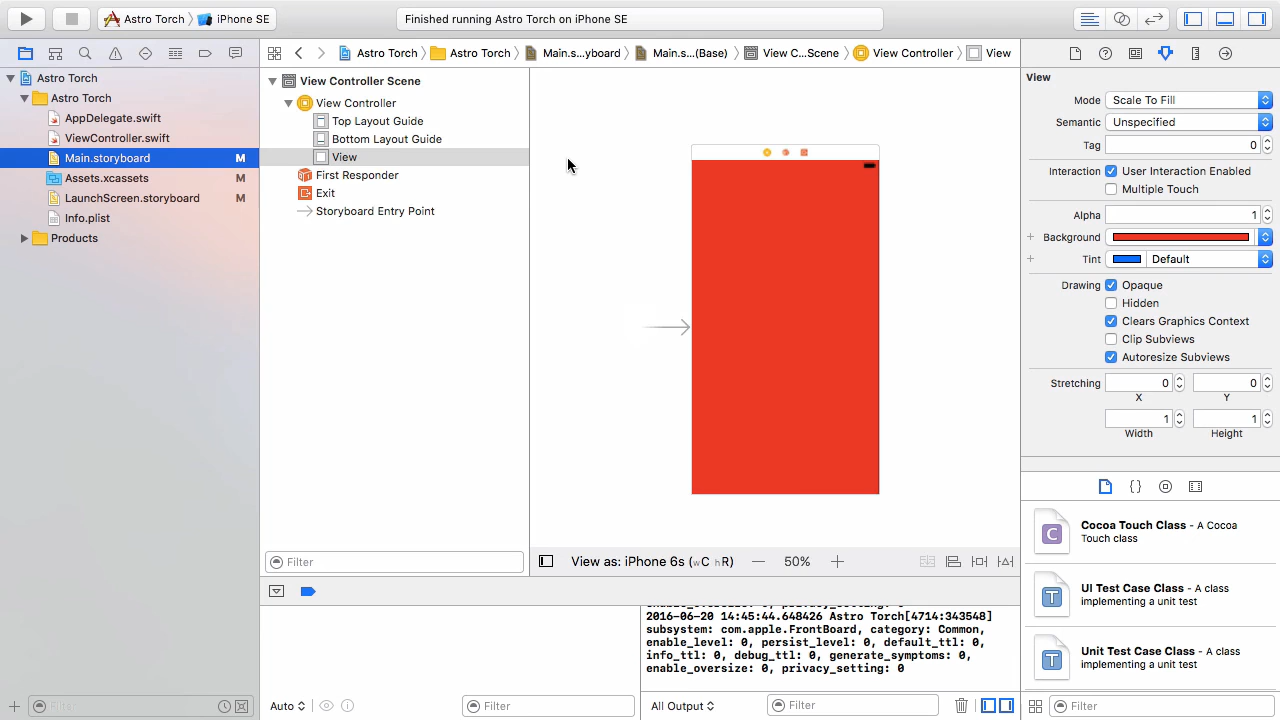 Astro Torch
iPhone SE
Finished running Astro Torch on iPhone SE
Astro Torch
Astro Torch
AppDelegate.swift
ViewController.swift
Main.storyboard M
Assets.xcassets M
LaunchScreen.storyboard M
Info.plist
Products
Filter
Astro Torch
Astro Torch
Main.s...yboard
Main.s...(Base)
View C...Scene
View Controller
View
View Controller Scene
View Controller
Top Layout Guide
Bottom Layout Guide
View
First Responder
Exit
Storyboard Entry Point
Filter
View as: iPhone 6s (wC hR)
50%
2016-06-20 14:45:44.648426 Astro Torch[4714:343548]
subsystem: com.apple.FrontBoard, category: Common,
enable_level: 0, persist_level: 0, default_ttl: 0,
info_ttl: 0, debug_ttl: 0, generate_symptoms: 0,
enable_oversize: 0, privacy_setting: 0
Auto
Filter
All Output
Filter
View
Mode Scale To Fill
Semantic Unspecified
Tag 0
Interaction User Interaction Enabled
Multiple Touch
Alpha 1
Background
Tint Default
Drawing Opaque
Hidden
Clears Graphics Context
Clip Subviews
Autoresize Subviews
Stretching 0 0
X Y
1 1
Width Height
C
Cocoa Touch Class - A Cocoa
Touch class
T
UI Test Case Class - A class
implementing a unit test
T
Unit Test Case Class - A class
implementing a unit test
Filter